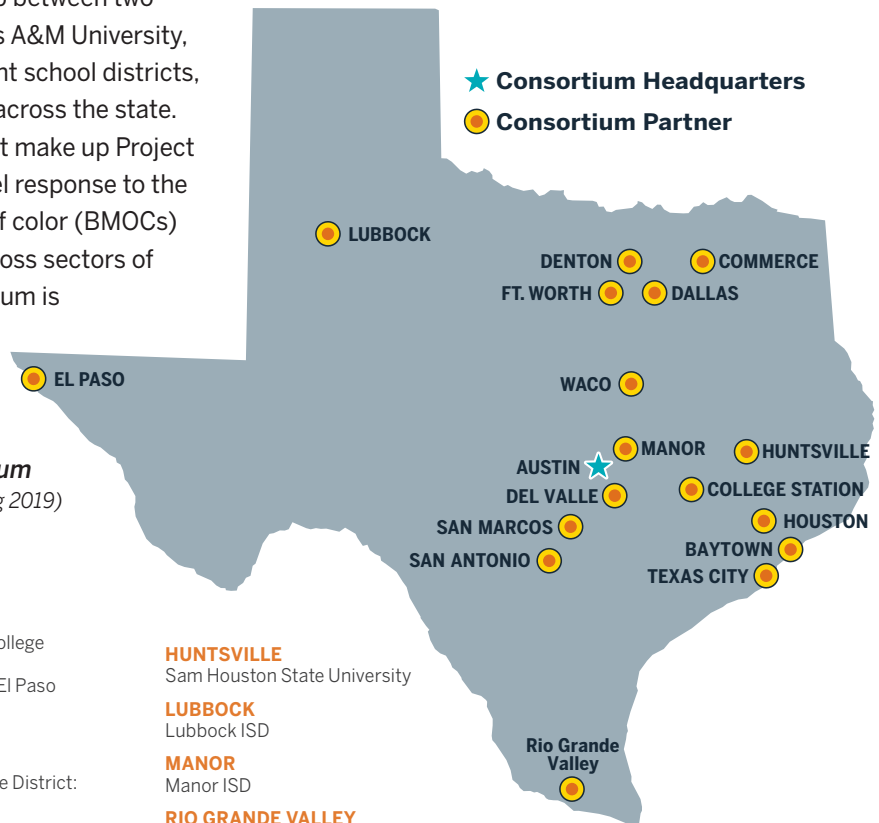 between two
A&M University,
nt school districts,
across the state.
t make up Project
el response to the
f color (BMOCs)
oss sectors of
um is
um
g 2019)
ollege
El Paso
e District:
HUNTSVILLE
Sam Houston State University
LUBBOCK
Lubbock ISD
MANOR
Manor ISD
RIO GRANDE VALLEY
Consortium Headquarters
Consortium Partner
LUBBOCK
DENTON
COMMERCE
FT. WORTH
DALLAS
EL PASO
WACO
MANOR
HUNTSVILLE
AUSTIN
DEL VALLE
COLLEGE STATION
SAN MARCOS
HOUSTON
BAYTOWN
SAN ANTONIO
TEXAS CITY
Rio Grande
Valley